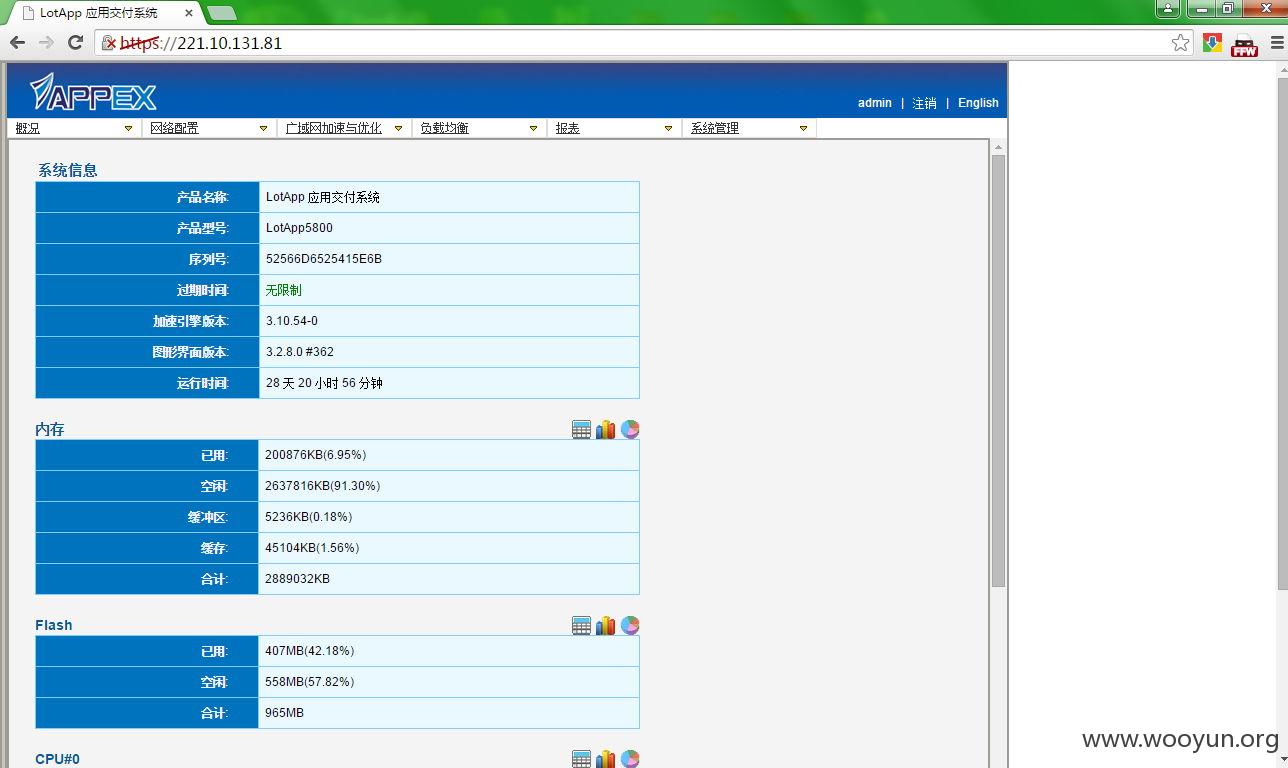 LotApp 应用交付系统
https://221.10.131.81
FFW
APPEX
admin | 注销 | English
概况 网络配置 广域网加速与优化 负载均衡 报表 系统管理
系统信息
产品名称: LotApp 应用交付系统
产品型号: LotApp5800
序列号: 52566D6525415E6B
过期时间: 无限制
加速引擎版本: 3.10.54-0
图形界面版本: 3.2.8.0 #362
运行时间: 28 天 20 小时 56 分钟
内存
已用: 200876KB(6.95%)
空闲: 2637816KB(91.30%)
缓冲区: 5236KB(0.18%)
缓存: 45104KB(1.56%)
合计: 2889032KB
Flash
已用: 407MB(42.18%)
空闲: 558MB(57.82%)
合计: 965MB
CPU#0
www.wooyun.org